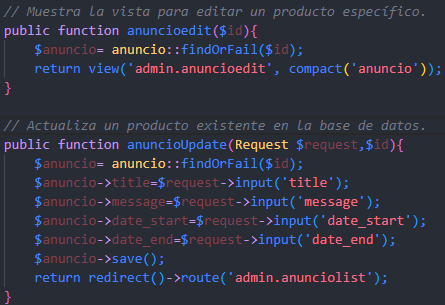 // Muestra la vista para editar un producto específico.
public function anuncioedit($id){
$anuncio= anuncio::findOrFail($id);
return view('admin.anuncioedit', compact('anuncio'));
}
// Actualiza un producto existente en la base de datos.
public function anuncioUpdate(Request $request,$id){
$anuncio= anuncio::findOrFail($id);
$anuncio->title=$request->input('title');
$anuncio->message=$request->input('message');
$anuncio->date_start=$request->input('date_start');
$anuncio->date_end=$request->input('date_end');
$anuncio->save();
return redirect()->route('admin.anunciolist');
}